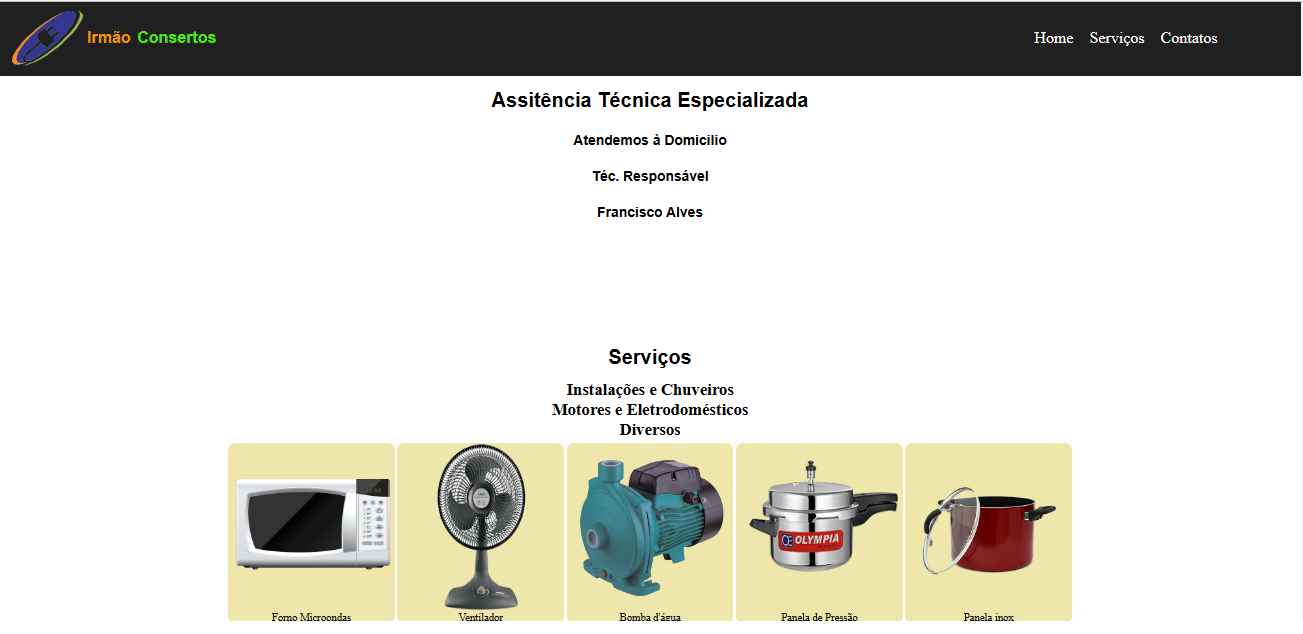 Irmão Consertos
Home Serviços Contatos
Assitência Técnica Especializada
Atendemos à Domicilio
Téc. Responsável
Francisco Alves
Serviços
Instalações e Chuveiros
Motores e Eletrodomésticos
Diversos
OLYMPIA
Forno Microondas
Ventilador
Bomba d'água
Panela de Pressão
Panela inox